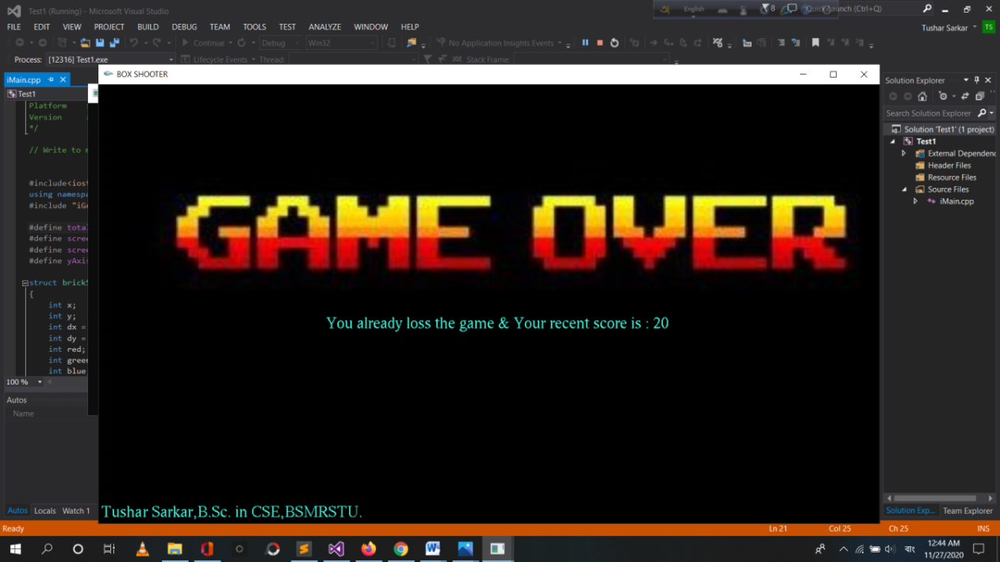 Test1 (Running) - Microsoft Visual Studio
English
8
Quick Launch (Ctrl+Q)
FILE EDIT VIEW PROJECT BUILD DEBUG TEAM TOOLS TEST ANALYZE WINDOW HELP
Tushar Sarkar
TS
Continue
Debug
Win32
No Application Insights Events
Process: [12316] Test1.exe
Lifecycle Events
Thread:
Stack Frame:
iMain.cpp
BOX SHOOTER
Test1
Platform
Version :
*/
// Write to
#include<iost
using namespa
#include "iG
#define total
#define scree
#define scree
#define yAxis
struct brickS
{
int x;
int y;
int dx =
int dy =
int red;
int green
int blue
100 %
Autos
Name
Autos Locals Watch 1
GAME OVER
You already loss the game & Your recent score is : 20
Tushar Sarkar,B.Sc. in CSE,BSMRSTU.
Solution Explorer
Search Solution Explorer
Solution 'Test1' (1 project)
Test1
External Dependenc
Header Files
Resource Files
Source Files
iMain.cpp
Solution Exp... Team Explorer
Ready
Ln 21
Col 25
Ch 25
INS
বাং
12:44 AM
11/27/2020